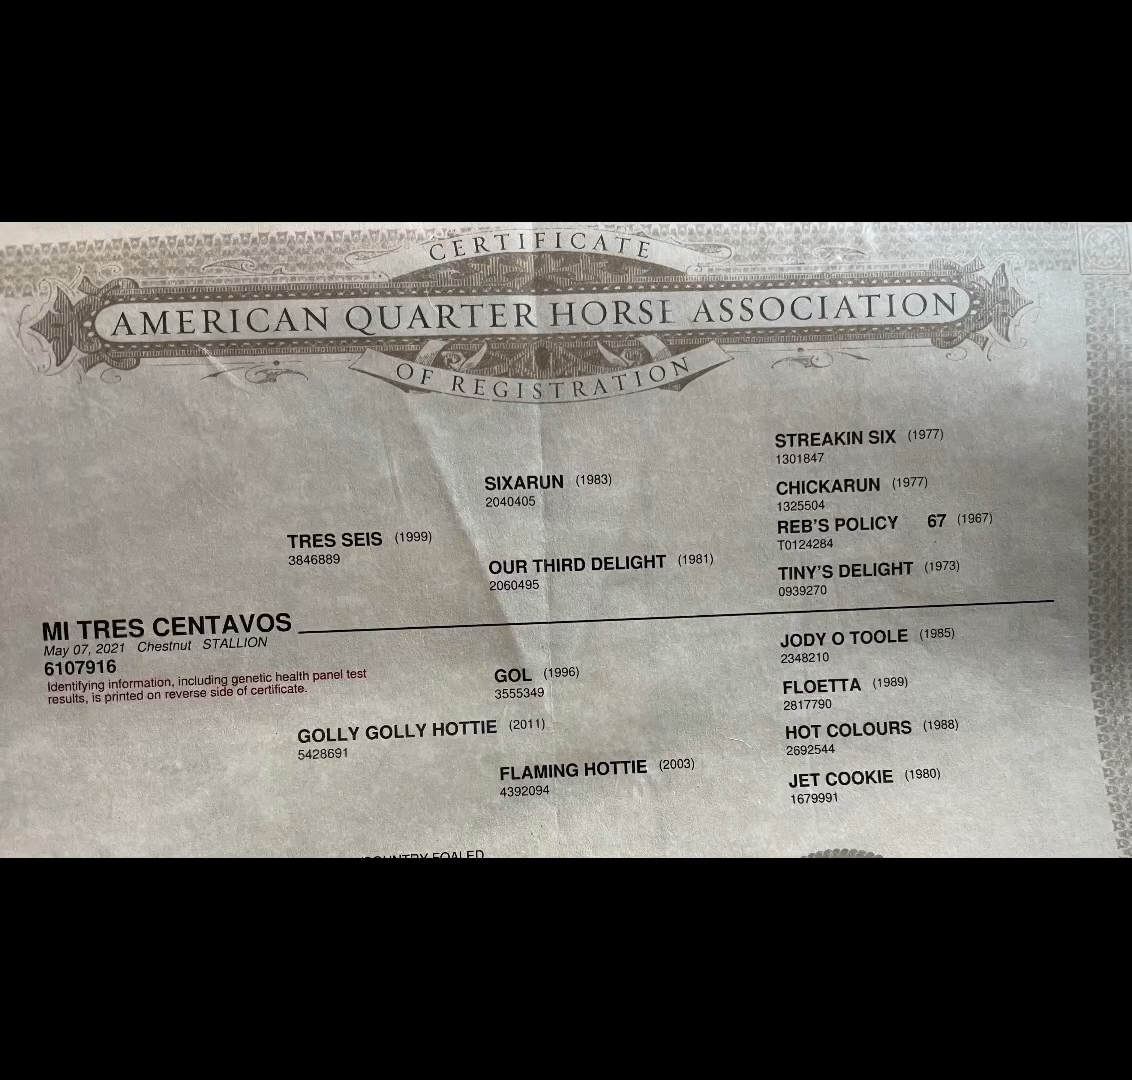 CERTIFICATE
AMERICAN QUARTER HORSE ASSOCIATION
OF REGISTRATION
STREAKIN SIX (1977)
1301847
SIXARUN (1983)
2040405
CHICKARUN (1977)
1325504
TRES SEIS (1999)
3846889
REB'S POLICY 67 (1967)
T0124284
OUR THIRD DELIGHT (1981)
2060495
TINY'S DELIGHT (1973)
0939270
MI TRES CENTAVOS
May 07, 2021 Chestnut STALLION
6107916
Identifying information, including genetic health panel test
results, is printed on reverse side of certificate.
JODY O TOOLE (1985)
2348210
GOL (1996)
3555349
FLOETTA (1989)
2817790
GOLLY GOLLY HOTTIE (2011)
5428691
HOT COLOURS (1988)
2692544
FLAMING HOTTIE (2003)
4392094
JET COOKIE (1980)
1679991
COUNTRY FOALED